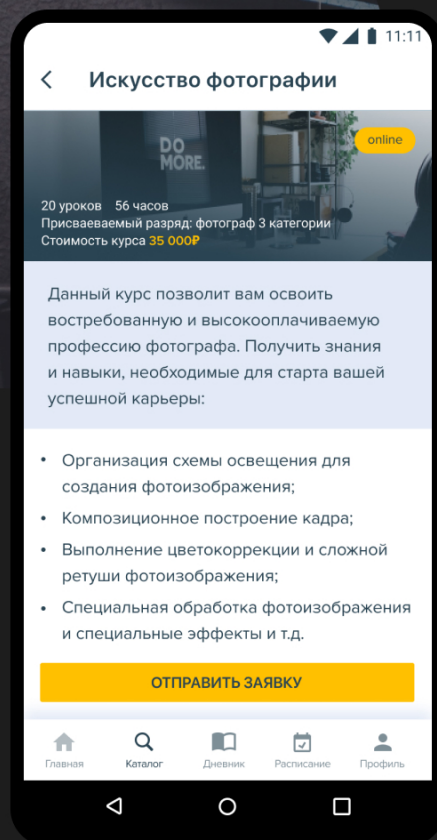 11:11
Искусство фотографии
DO
MORE.
online
20 уроков 56 часов
Присваеваемый разряд: фотограф 3 категории
Стоимость курса 35 000₽
Данный курс позволит вам освоить
востребованную и высокооплачиваемую
профессию фотографа. Получить знания
и навыки, необходимые для старта вашей
успешной карьеры:
• Организация схемы освещения для
создания фотоизображения;
• Композиционное построение кадра;
• Выполнение цветокоррекции и сложной
ретуши фотоизображения;
• Специальная обработка фотоизображения
и специальные эффекты и т.д.
ОТПРАВИТЬ ЗАЯВКУ
Главная Каталог Дневник Расписание Профиль